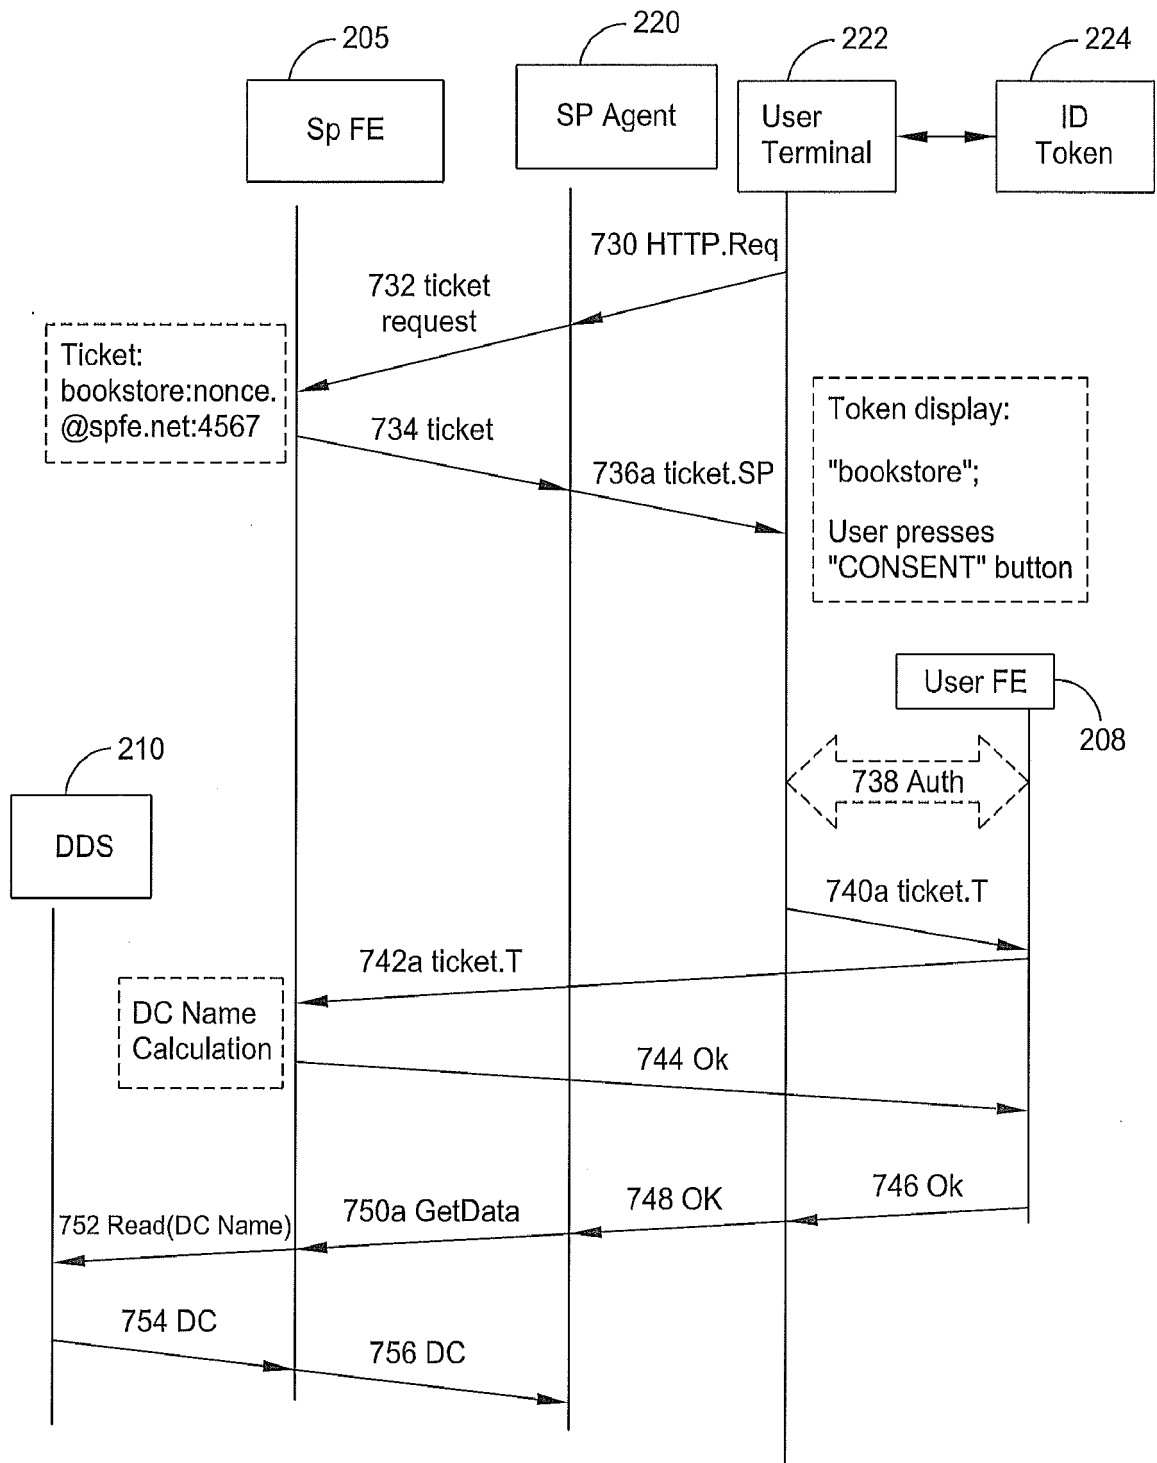 205
220
222
224
Sp FE
SP Agent
User
Terminal
ID
Token
730 HTTP.Req
732 ticket
request
Ticket:
bookstore:nonce.
@spfe.net:4567
734 ticket
736a ticket.SP
Token display:
"bookstore";
User presses
"CONSENT" button
User FE
208
210
DDS
738 Auth
740a ticket.T
742a ticket.T
DC Name
Calculation
744 Ok
746 Ok
748 OK
750a GetData
752 Read(DC Name)
754 DC
756 DC